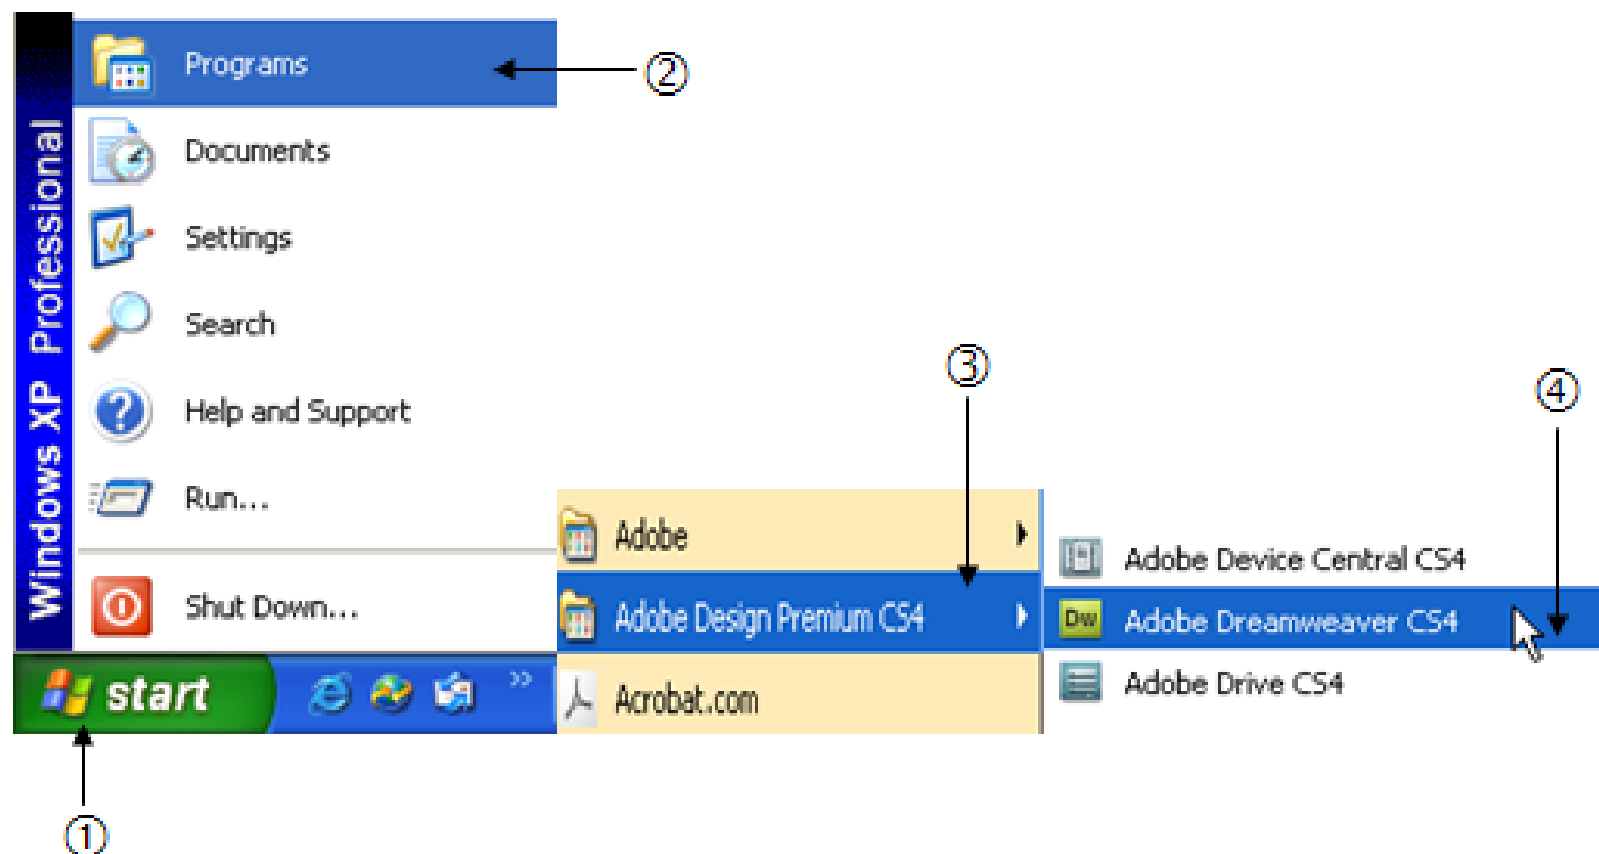 Windows XP Professional
Programs
②
Documents
Settings
Search
Help and Support
Run...
Shut Down...
start
»
①
③
Adobe
Adobe Design Premium CS4
Acrobat.com
④
Adobe Device Central CS4
Dw Adobe Dreamweaver CS4
Adobe Drive CS4